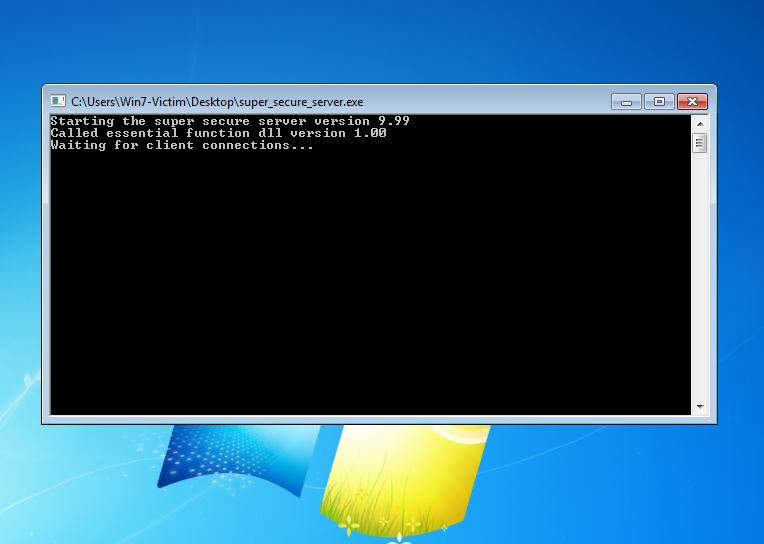 C:\Users\Win7-Victim\Desktop\super_secure_server.exe
Starting the super secure server version 9.99
Called essential function dll version 1.00
Waiting for client connections...